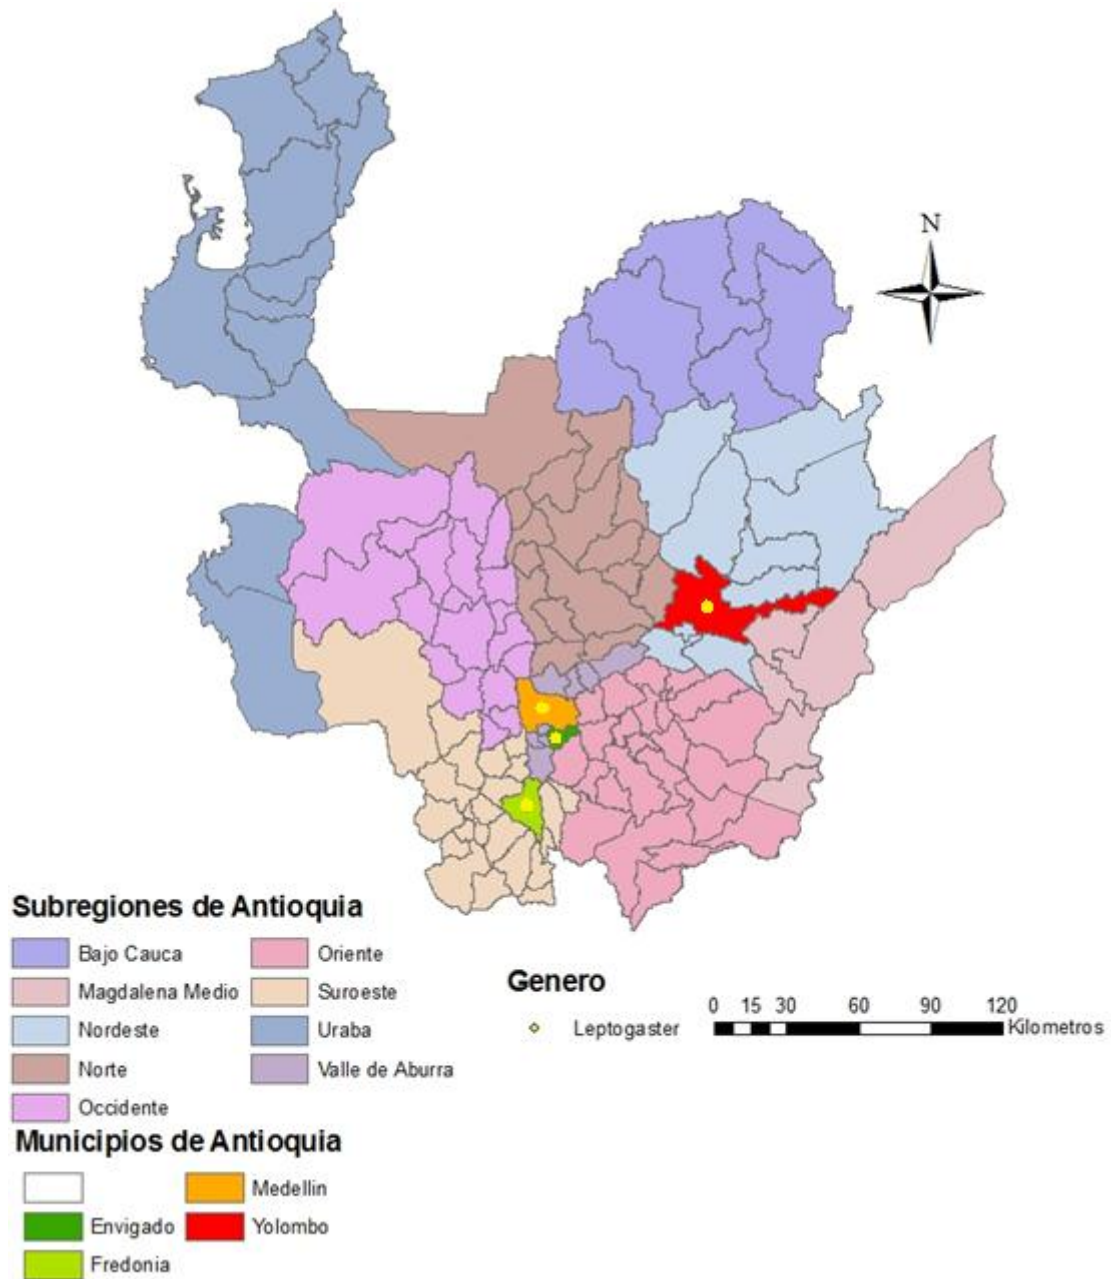 N
Subregiones de Antioquia
Bajo Cauca
Oriente
Magdalena Medio
Suroeste
Nordeste
Uraba
Norte
Valle de Aburra
Occidente
Genero
Leptogaster
0 15 30 60 90 120
Kilometros
Municipios de Antioquia
Medellin
Envigado
Yolombo
Fredonia